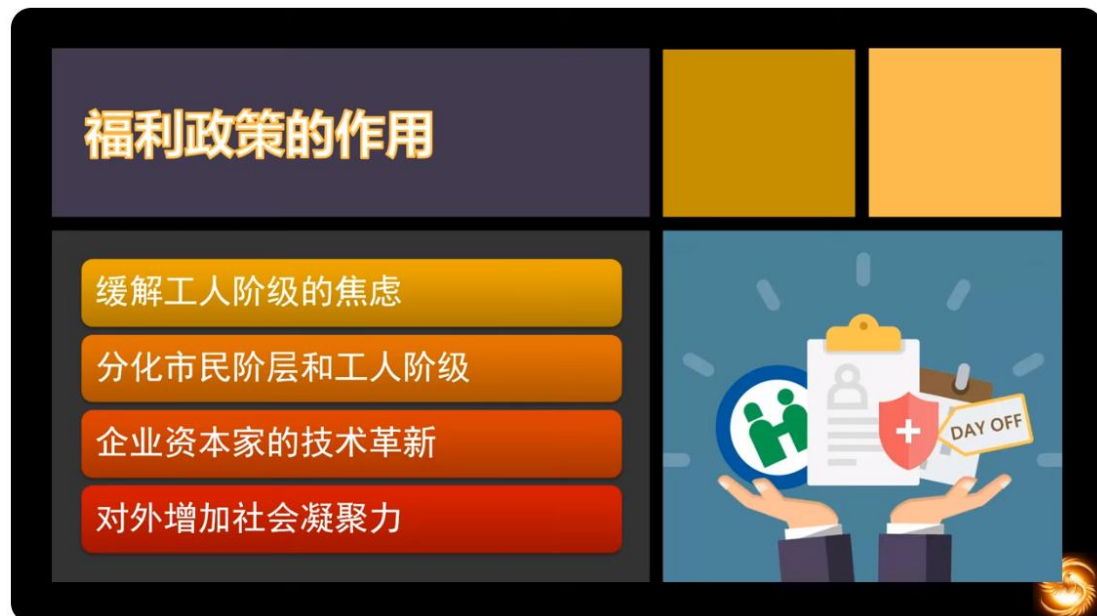 福利政策的作用
缓解工人阶级的焦虑
分化市民阶层和工人阶级
企业资本家的技术革新
对外增加社会凝聚力
DAY OFF